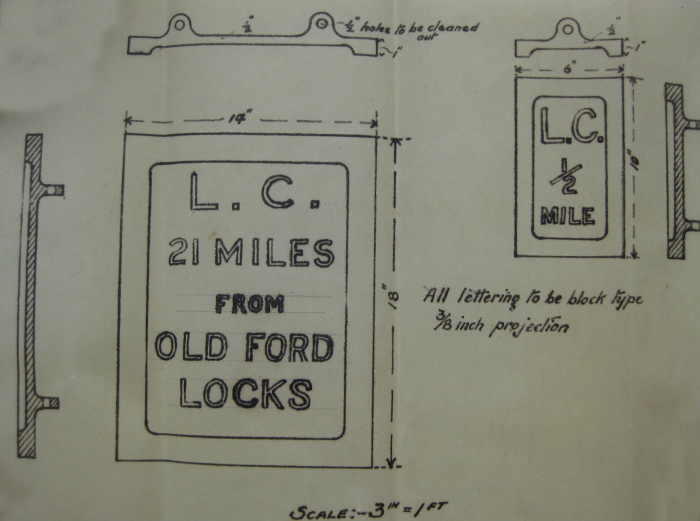 1/2"
1/2" holes to be cleaned
out
1"
14"
L. C.
21 MILES
FROM
OLD FORD
LOCKS
18"
1/2"
1"
6"
L.C.
1/2
MILE
10"
All lettering to be block type
3/8 inch projection
SCALE:- 3IN = 1FT